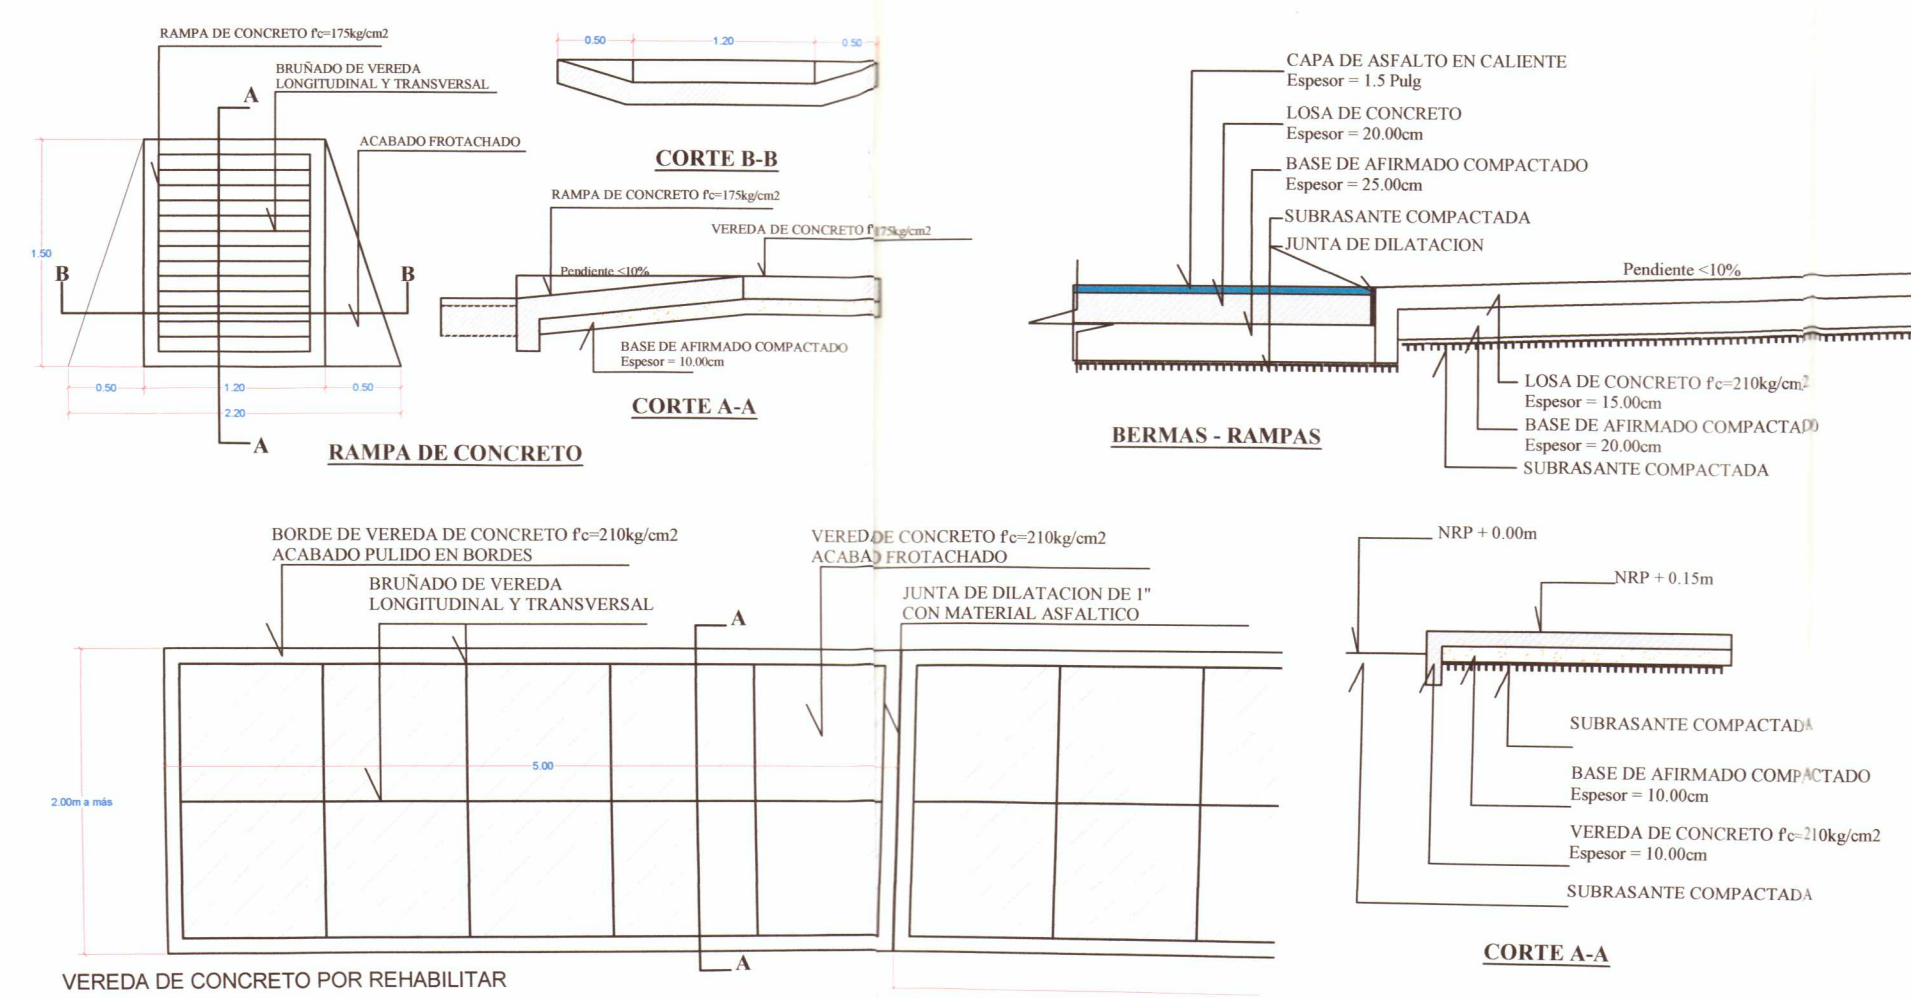 RAMPA DE CONCRETO f'c=175kg/cm2
BRUÑADO DE VEREDA
LONGITUDINAL Y TRANSVERSAL
A
ACABADO FROTACHADO
1.50
B
B
0.50
1.20
0.50
2.20
A
RAMPA DE CONCRETO
0.50
1.20
0.50
CORTE B-B
RAMPA DE CONCRETO f'c=175kg/cm2
VEREDA DE CONCRETO f'175kg/cm2
Pendiente <10%
BASE DE AFIRMADO COMPACTADO
Espesor = 10.00cm
CORTE A-A
CAPA DE ASFALTO EN CALIENTE
Espesor = 1.5 Pulg
LOSA DE CONCRETO
Espesor = 20.00cm
BASE DE AFIRMADO COMPACTADO
Espesor = 25.00cm
SUBRASANTE COMPACTADA
JUNTA DE DILATACION
Pendiente <10%
LOSA DE CONCRETO f'c=210kg/cm2
Espesor = 15.00cm
BASE DE AFIRMADO COMPACTADO
Espesor = 20.00cm
SUBRASANTE COMPACTADA
BERMAS - RAMPAS
BORDE DE VEREDA DE CONCRETO f'c=210kg/cm2
ACABADO PULIDO EN BORDES
BRUÑADO DE VEREDA
LONGITUDINAL Y TRANSVERSAL
A
VEREDA DE CONCRETO f'c=210kg/cm2
ACABADO FROTACHADO
JUNTA DE DILATACION DE 1"
CON MATERIAL ASFALTICO
5.00
2.00m a más
A
VEREDA DE CONCRETO POR REHABILITAR
NRP + 0.00m
NRP + 0.15m
SUBRASANTE COMPACTADA
BASE DE AFIRMADO COMPACTADO
Espesor = 10.00cm
VEREDA DE CONCRETO f'c=210kg/cm2
Espesor = 10.00cm
SUBRASANTE COMPACTADA
CORTE A-A